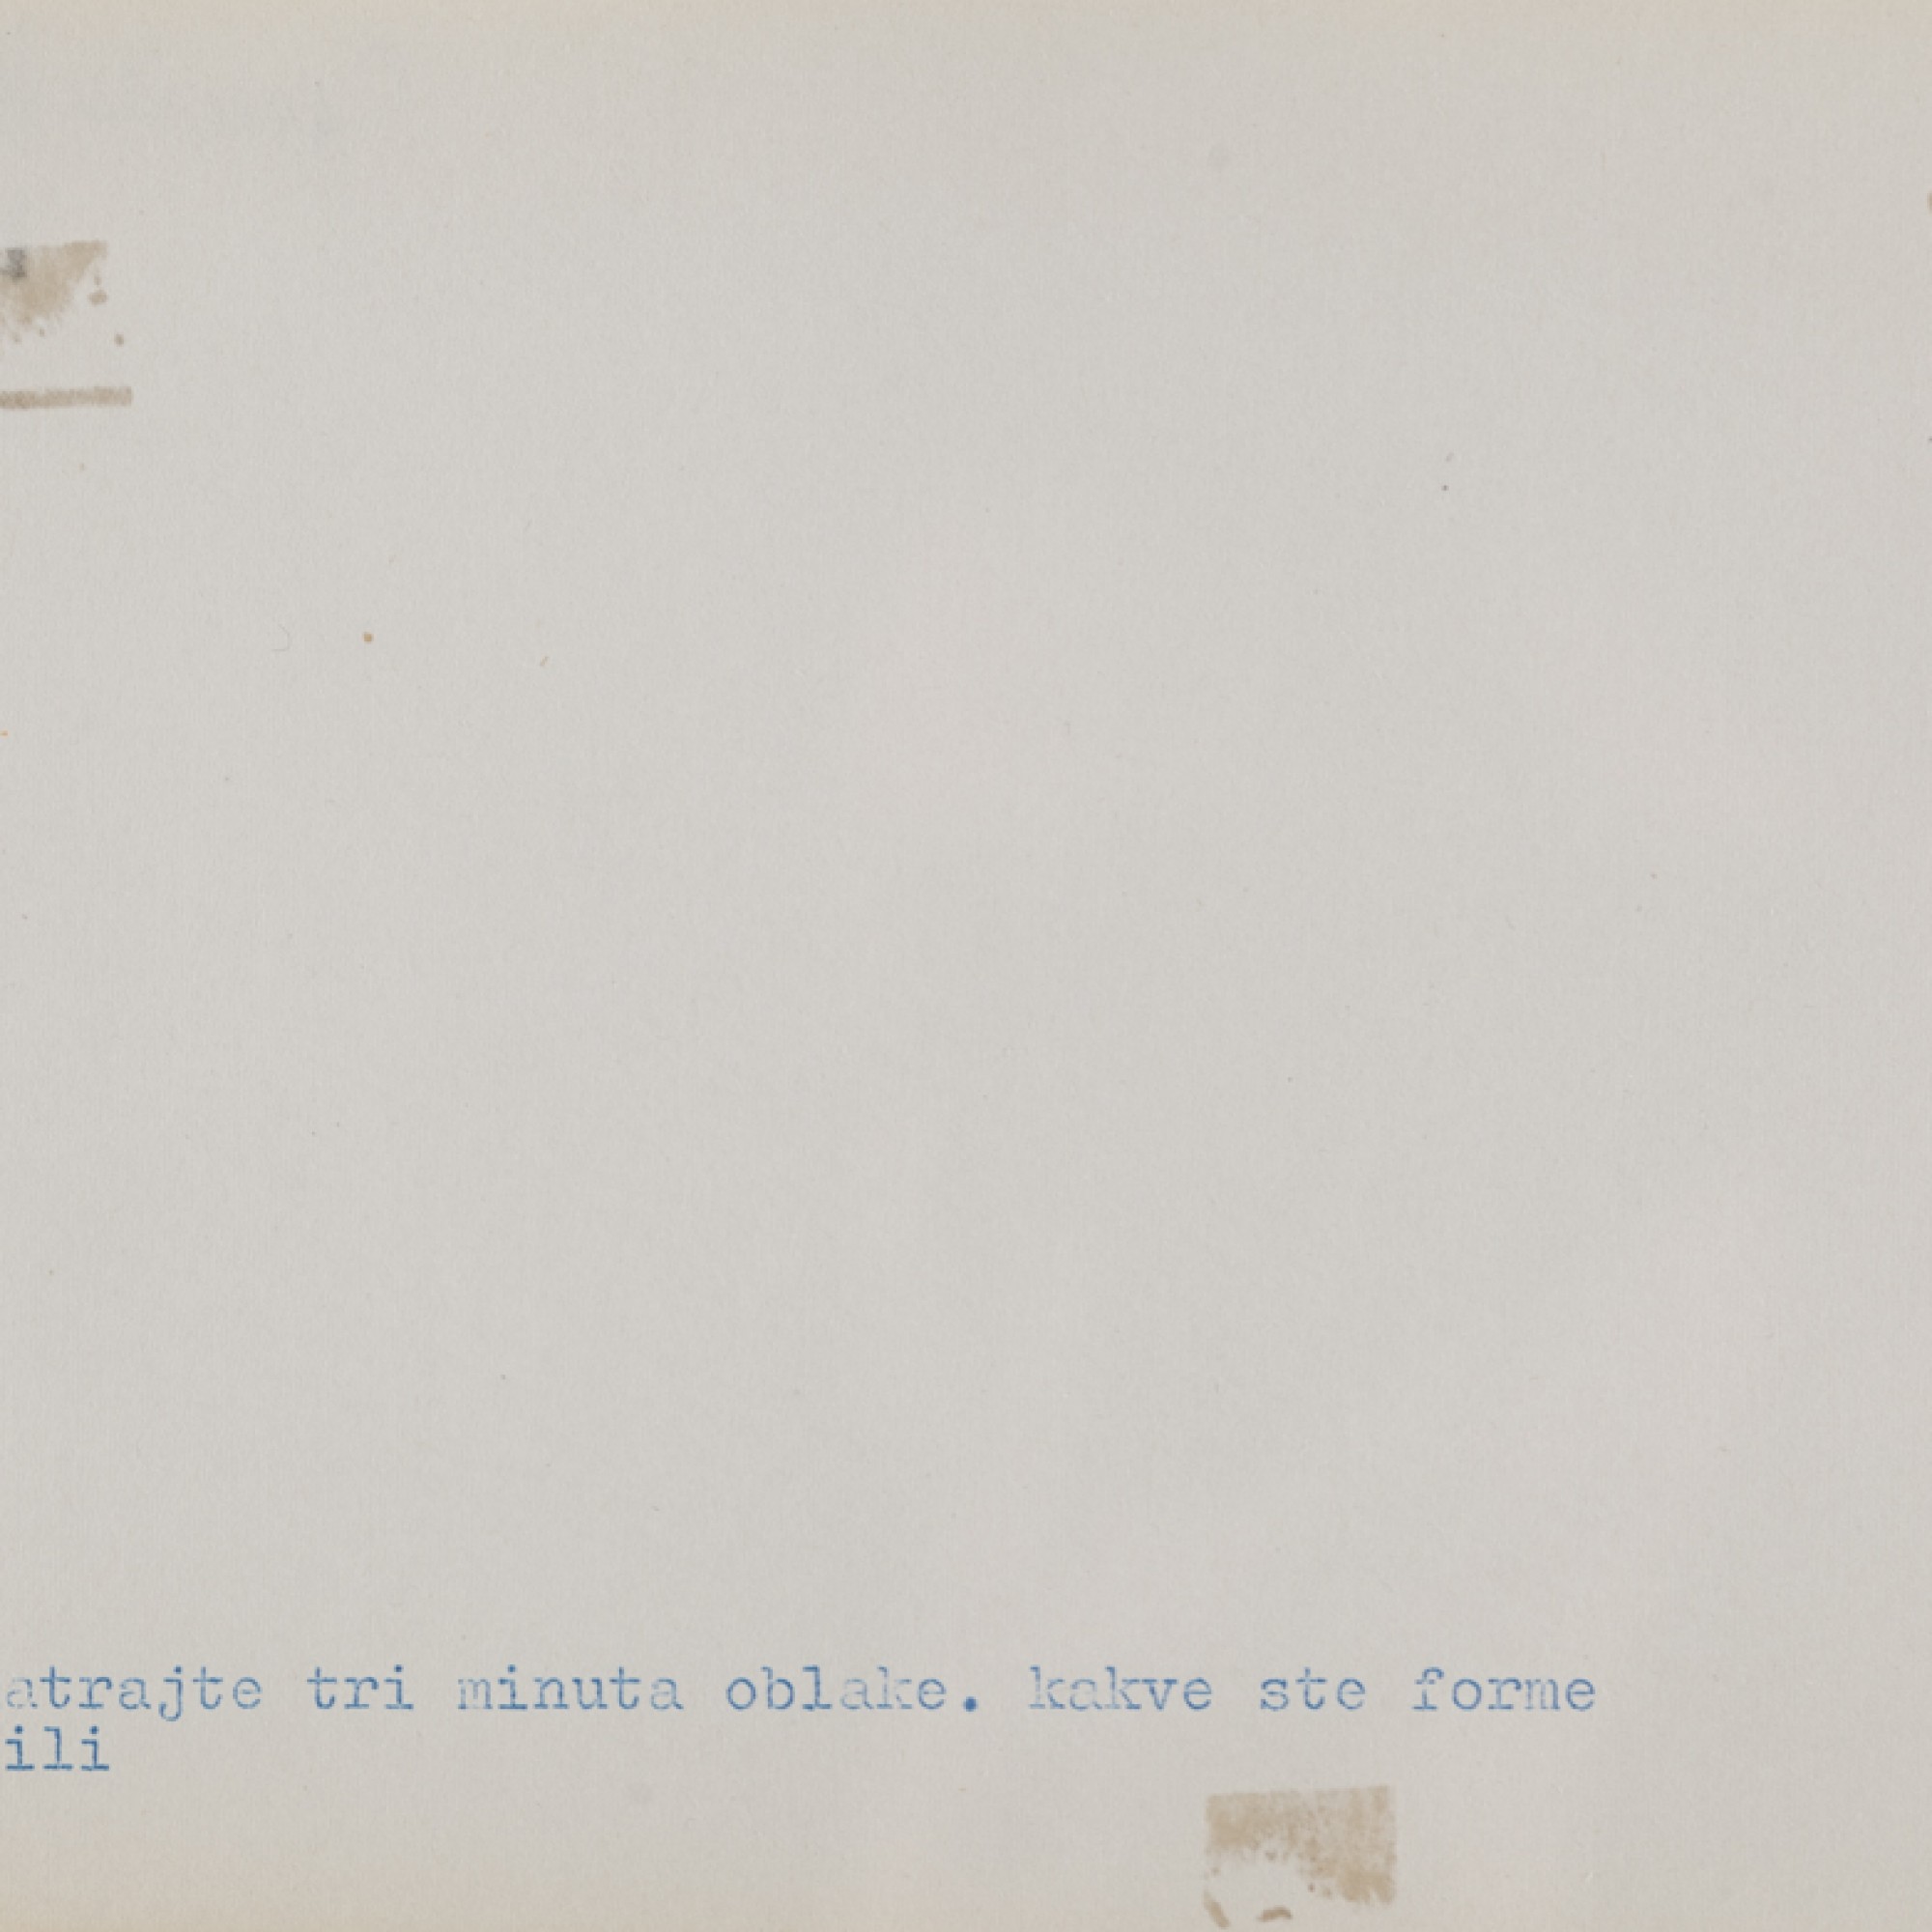 atrajte tri minuta oblake. kakve ste forme
ili